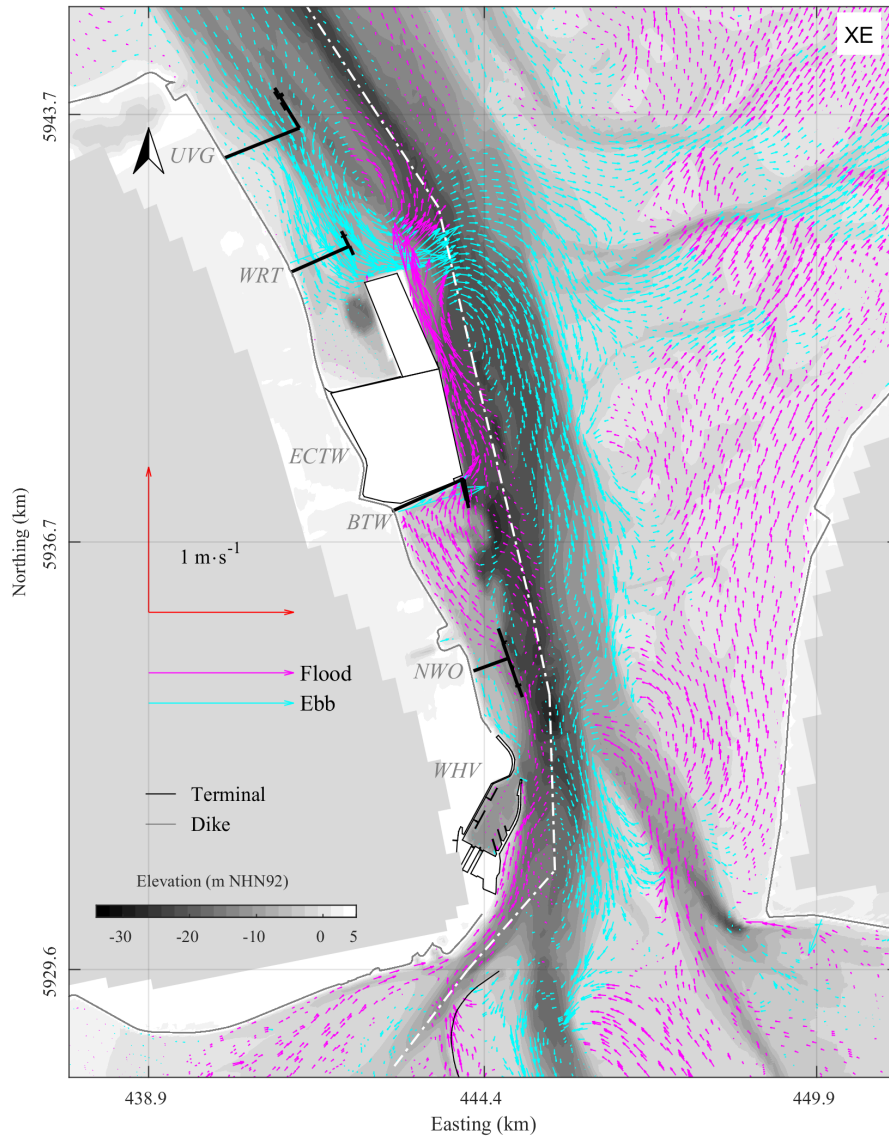 XE
5943.7
UVG
WRT
ECTW
BTW
5936.7
Northing (km)
1 m·s⁻¹
NWO
Flood
Ebb
WHV
Terminal
Dike
Elevation (m NHN92)
-30 -20 -10 0 5
5929.6
438.9 444.4 449.9
Easting (km)